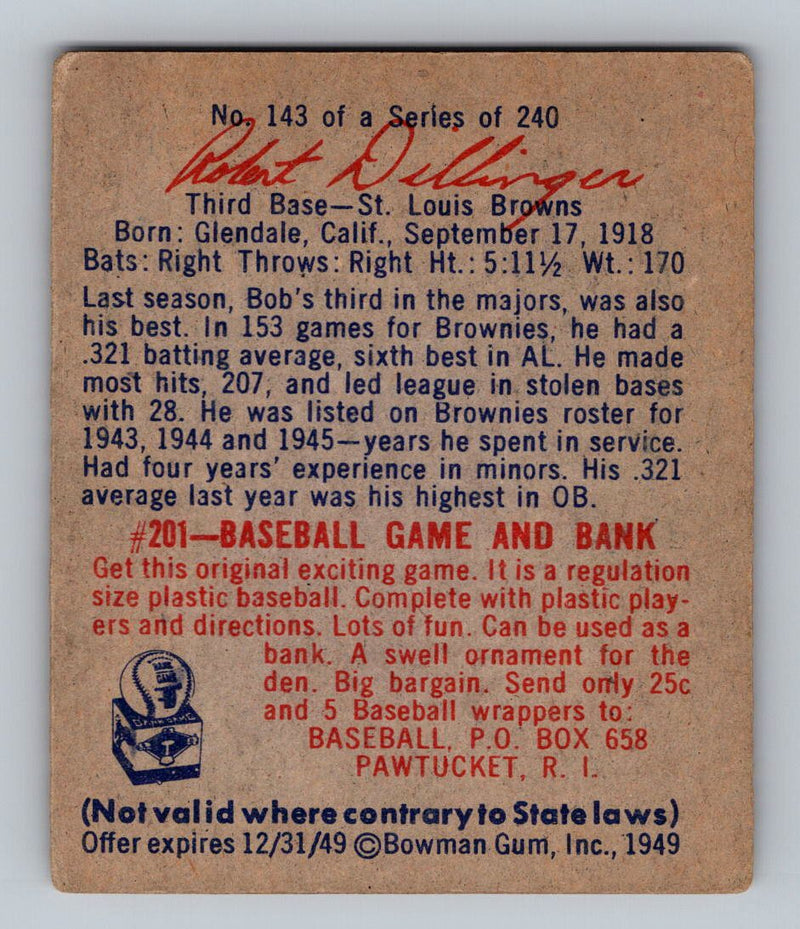 No. 143 of a Series of 240
Robert Dillinger
Third Base—St. Louis Browns
Born: Glendale, Calif., September 17, 1918
Bats: Right Throws: Right Ht.: 5:11½ Wt.: 170
Last season, Bob's third in the majors, was also
his best. In 153 games for Brownies, he had a
.321 batting average, sixth best in AL. He made
most hits, 207, and led league in stolen bases
with 28. He was listed on Brownies roster for
1943, 1944 and 1945—years he spent in service.
Had four years' experience in minors. His .321
average last year was his highest in OB.
#201—BASEBALL GAME AND BANK
Get this original exciting game. It is a regulation
size plastic baseball. Complete with plastic play-
ers and directions. Lots of fun. Can be used as a
bank. A swell ornament for the
den. Big bargain. Send only 25c
and 5 Baseball wrappers to:
BASEBALL, P.O. BOX 658
PAWTUCKET, R. I.
(Not valid where contrary to State laws)
Offer expires 12/31/49 ©Bowman Gum, Inc., 1949